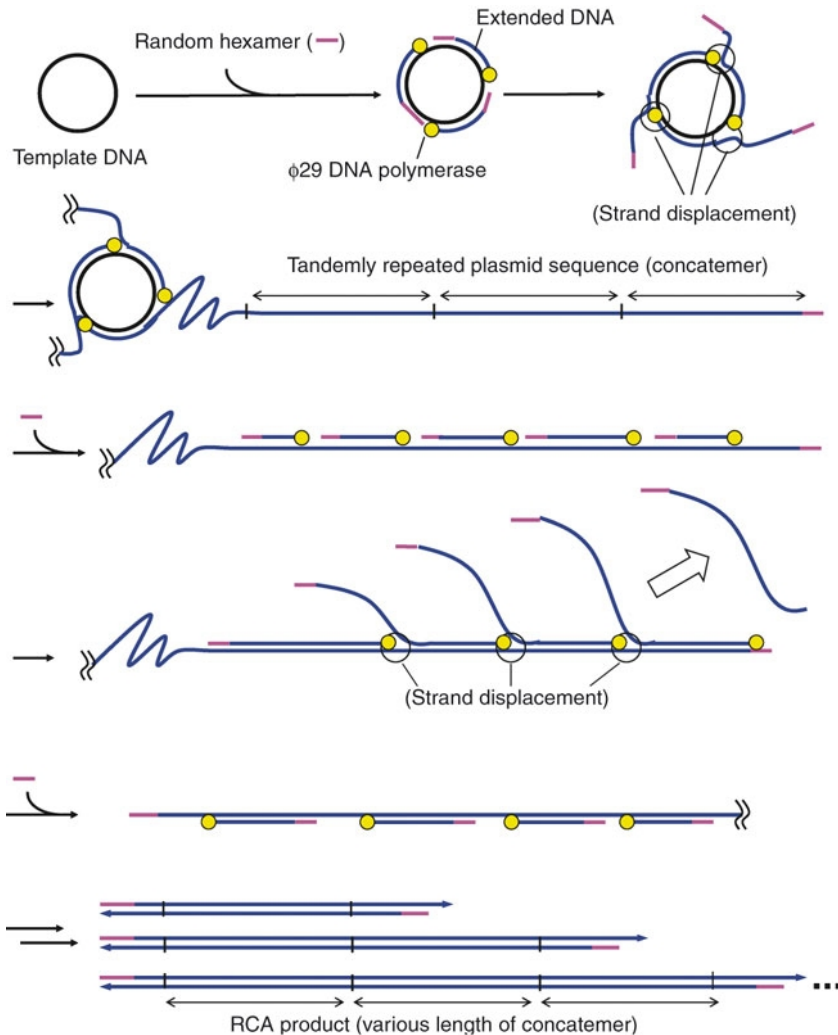 Random hexamer (—)
Extended DNA
Template DNA
ϕ29 DNA polymerase
(Strand displacement)
Tandemly repeated plasmid sequence (concatemer)
(Strand displacement)
RCA product (various length of concatemer)